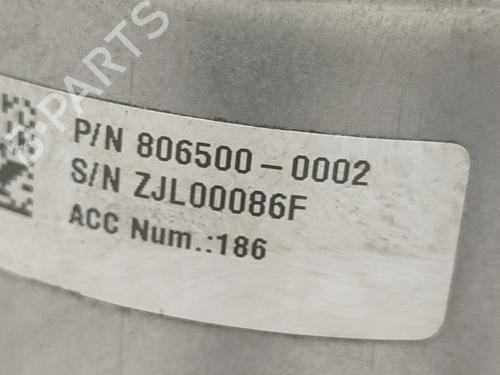 B-PARTS
P/N 806500-0002
S/N ZJL00086F
ACC Num.:186